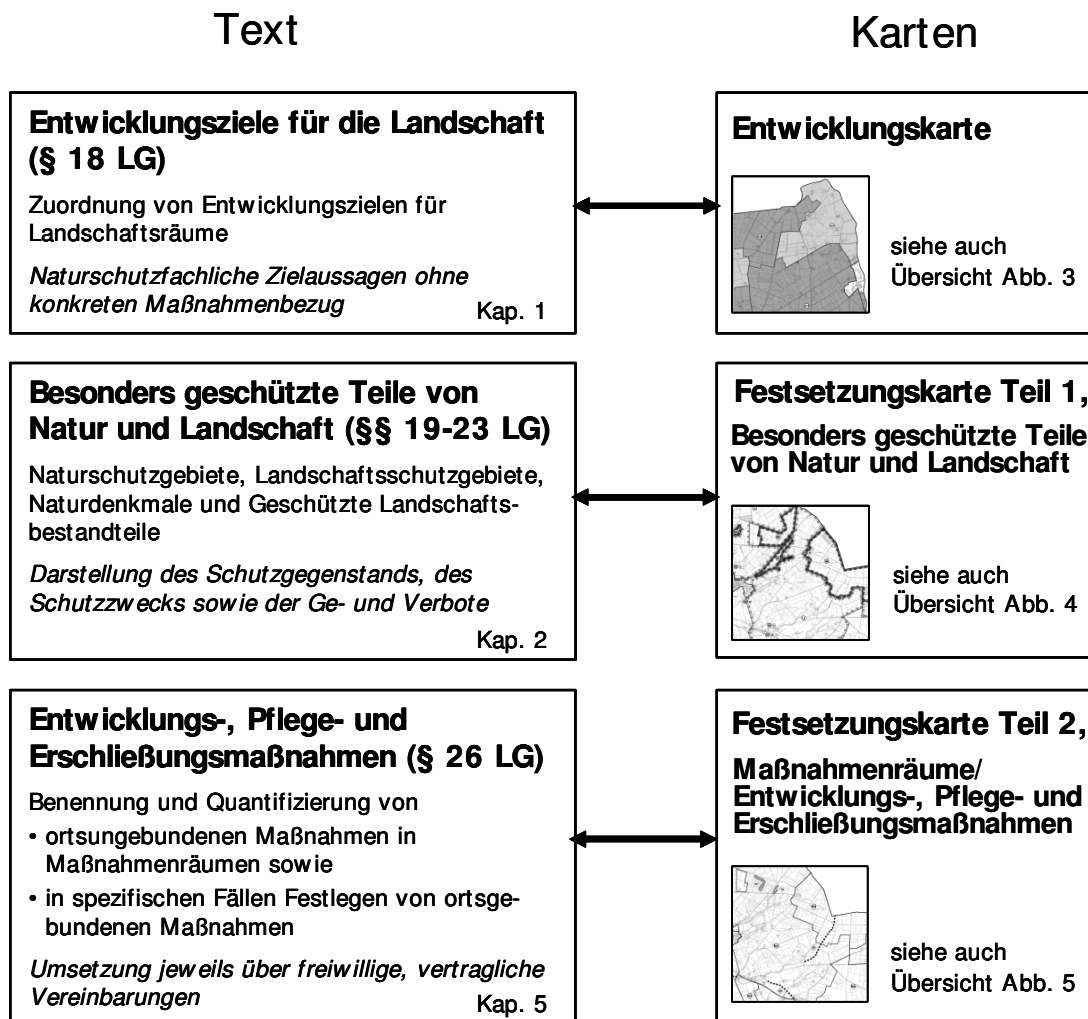 Text
Karten
Entwicklungsziele für die Landschaft
(§ 18 LG)
Zuordnung von Entwicklungszielen für
Landschaftsräume
Naturschutzfachliche Zielaussagen ohne
konkreten Maßnahmenbezug
Kap. 1
Entwicklungskarte
siehe auch
Übersicht Abb. 3
Besonders geschützte Teile von
Natur und Landschaft (§§ 19-23 LG)
Naturschutzgebiete, Landschaftsschutzgebiete,
Naturdenkmale und Geschützte Landschafts-
bestandteile
Darstellung des Schutzgegenstands, des
Schutzzwecks sowie der Ge- und Verbote
Kap. 2
Festsetzungskarte Teil 1,
Besonders geschützte Teile
von Natur und Landschaft
siehe auch
Übersicht Abb. 4
Entwicklungs-, Pflege- und
Erschließungsmaßnahmen (§ 26 LG)
Benennung und Quantifizierung von
• ortsungebundenen Maßnahmen in
Maßnahmenräumen sowie
• in spezifischen Fällen Festlegen von ortsge-
bundenen Maßnahmen
Umsetzung jeweils über freiwillige, vertragliche
Vereinbarungen
Kap. 5
Festsetzungskarte Teil 2,
Maßnahmenräume/
Entwicklungs-, Pflege- und
Erschließungsmaßnahmen
siehe auch
Übersicht Abb. 5